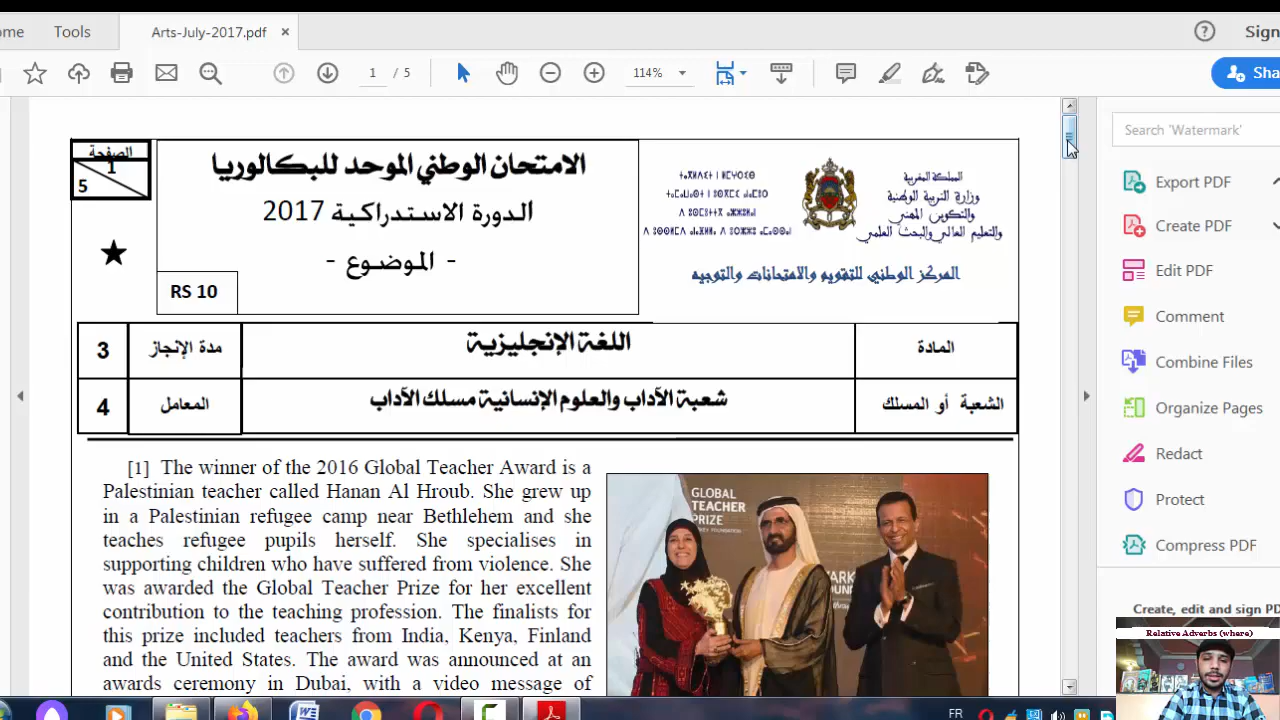 ome
Tools
Arts-July-2017.pdf
×
?
Sign
1 / 5
114%
Sha
Search 'Watermark'
Export PDF
Create PDF
Edit PDF
Comment
Combine Files
Organize Pages
Redact
Protect
Compress PDF
Create, edit and sign PD
الصفحة
1
5
الامتحان الوطني الموحد للبكالوريا
الدورة الاستدراكية 2017
- الموضوع -
RS 10
المملكة المغربية
وزارة التربية الوطنية
والتكوين المهني
والتعليم العالي والبحث العلمي
المركز الوطني للتقويم والامتحانات والتوجيه
المادة
اللغة الإنجليزية
مدة الإنجاز
3
الشعبة أو المسلك
شعبة الآداب والعلوم الإنسانية مسلك الآداب
المعامل
4
[1] The winner of the 2016 Global Teacher Award is a
Palestinian teacher called Hanan Al Hroub. She grew up
in a Palestinian refugee camp near Bethlehem and she
teaches refugee pupils herself. She specialises in
supporting children who have suffered from violence. She
was awarded the Global Teacher Prize for her excellent
contribution to the teaching profession. The finalists for
this prize included teachers from India, Kenya, Finland
and the United States. The award was announced at an
awards ceremony in Dubai, with a video message of
GLOBAL
TEACHER
PRIZE
Relative Adverbs (where)
FR